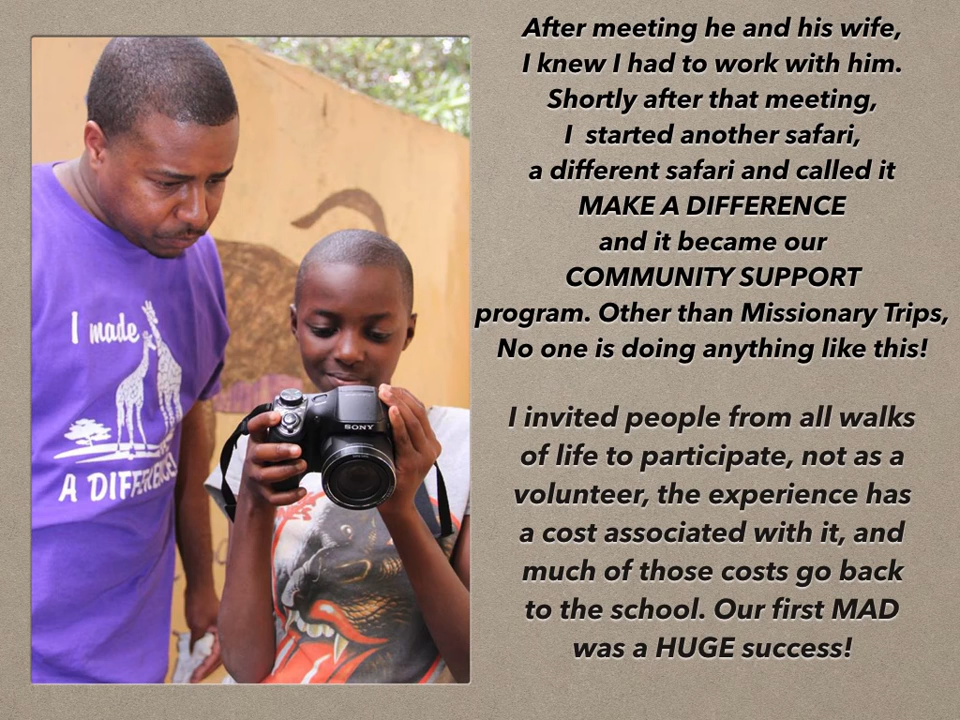 After meeting he and his wife,
I knew I had to work with him.
Shortly after that meeting,
I  started another safari,
a different safari and called it
MAKE A DIFFERENCE
and it became our
COMMUNITY SUPPORT
program. Other than Missionary Trips,
No one is doing anything like this!
I invited people from all walks
of life to participate, not as a
volunteer, the experience has
a cost associated with it, and
much of those costs go back
to the school. Our first MAD
was a HUGE success!
I made
A DIFFERENCE
SONY